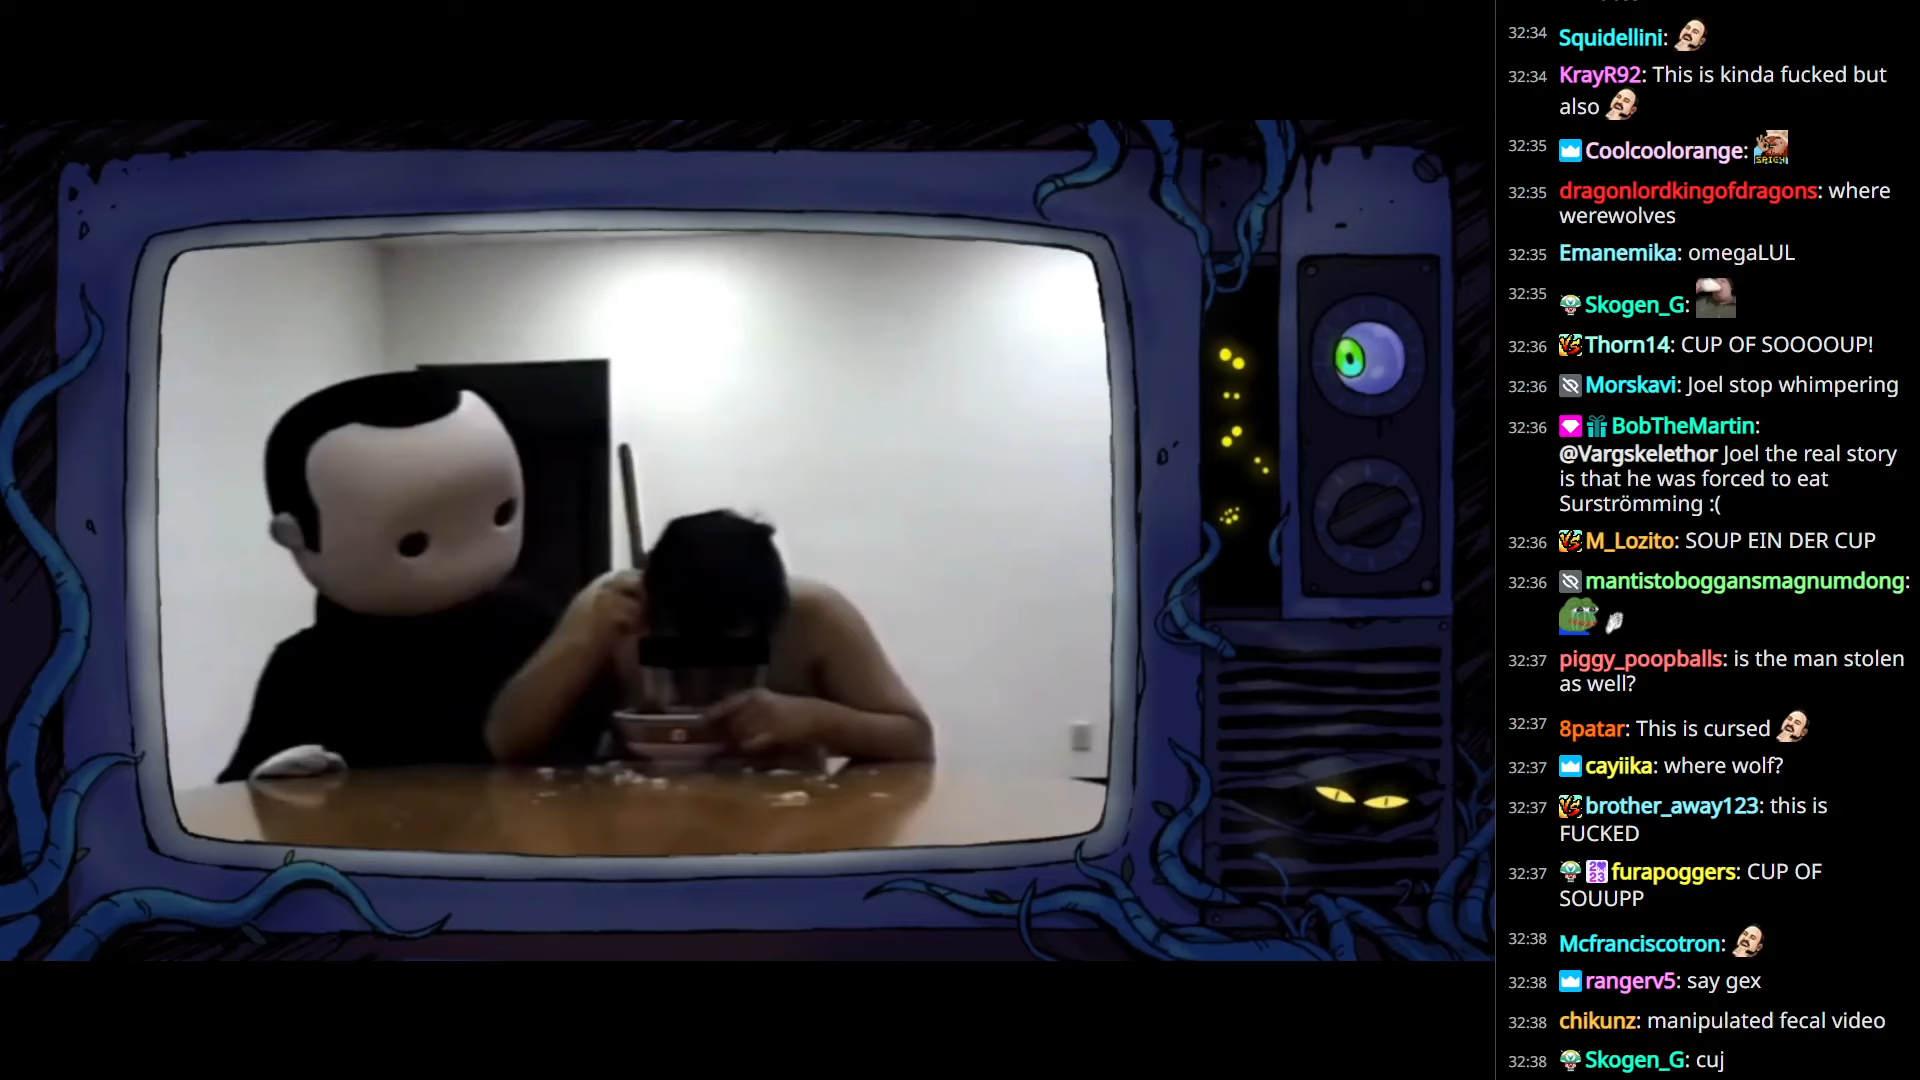 32:34 Squidellini:
32:34 KrayR92: This is kinda fucked but
also
32:35 Coolcoolorange:
32:35 dragonlordkingofdragons: where
werewolves
32:35 Emanemika: omegaLUL
32:35 Skogen_G:
32:36 Thorn14: CUP OF SOOOOUP!
32:36 Morskavi: Joel stop whimpering
32:36 BobTheMartin:
@Vargskelethor Joel the real story
is that he was forced to eat
Surströmming :(
32:36 M_Lozito: SOUP EIN DER CUP
32:36 mantistoboggansmagnumdong:
32:37 piggy_poopballs: is the man stolen
as well?
32:37 8patar: This is cursed
32:37 cayiika: where wolf?
32:37 brother_away123: this is
FUCKED
32:37 furapoggers: CUP OF
SOUUPP
32:38 Mcfranciscotron:
32:38 rangerv5: say gex
32:38 chikunz: manipulated fecal video
32:38 Skogen_G: cuj